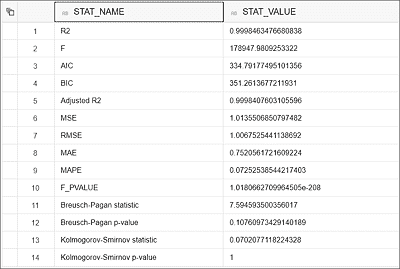 STAT_NAME STAT_VALUE
1 R2 0.9998463476680838
2 F 178947.9809253322
3 AIC 334.79177495101356
4 BIC 351.2613677211931
5 Adjusted R2 0.9998407603105596
6 MSE 1.0135506850797482
7 RMSE 1.0067525441138692
8 MAE 0.7520561721609224
9 MAPE 0.07252538544217403
10 F_PVALUE 1.0180662709964505e-208
11 Breusch-Pagan statistic 7.594593500356017
12 Breusch-Pagan p-value 0.10760973429140189
13 Kolmogorov-Smirnov statistic 0.0702077118224328
14 Kolmogorov-Smirnov p-value 1